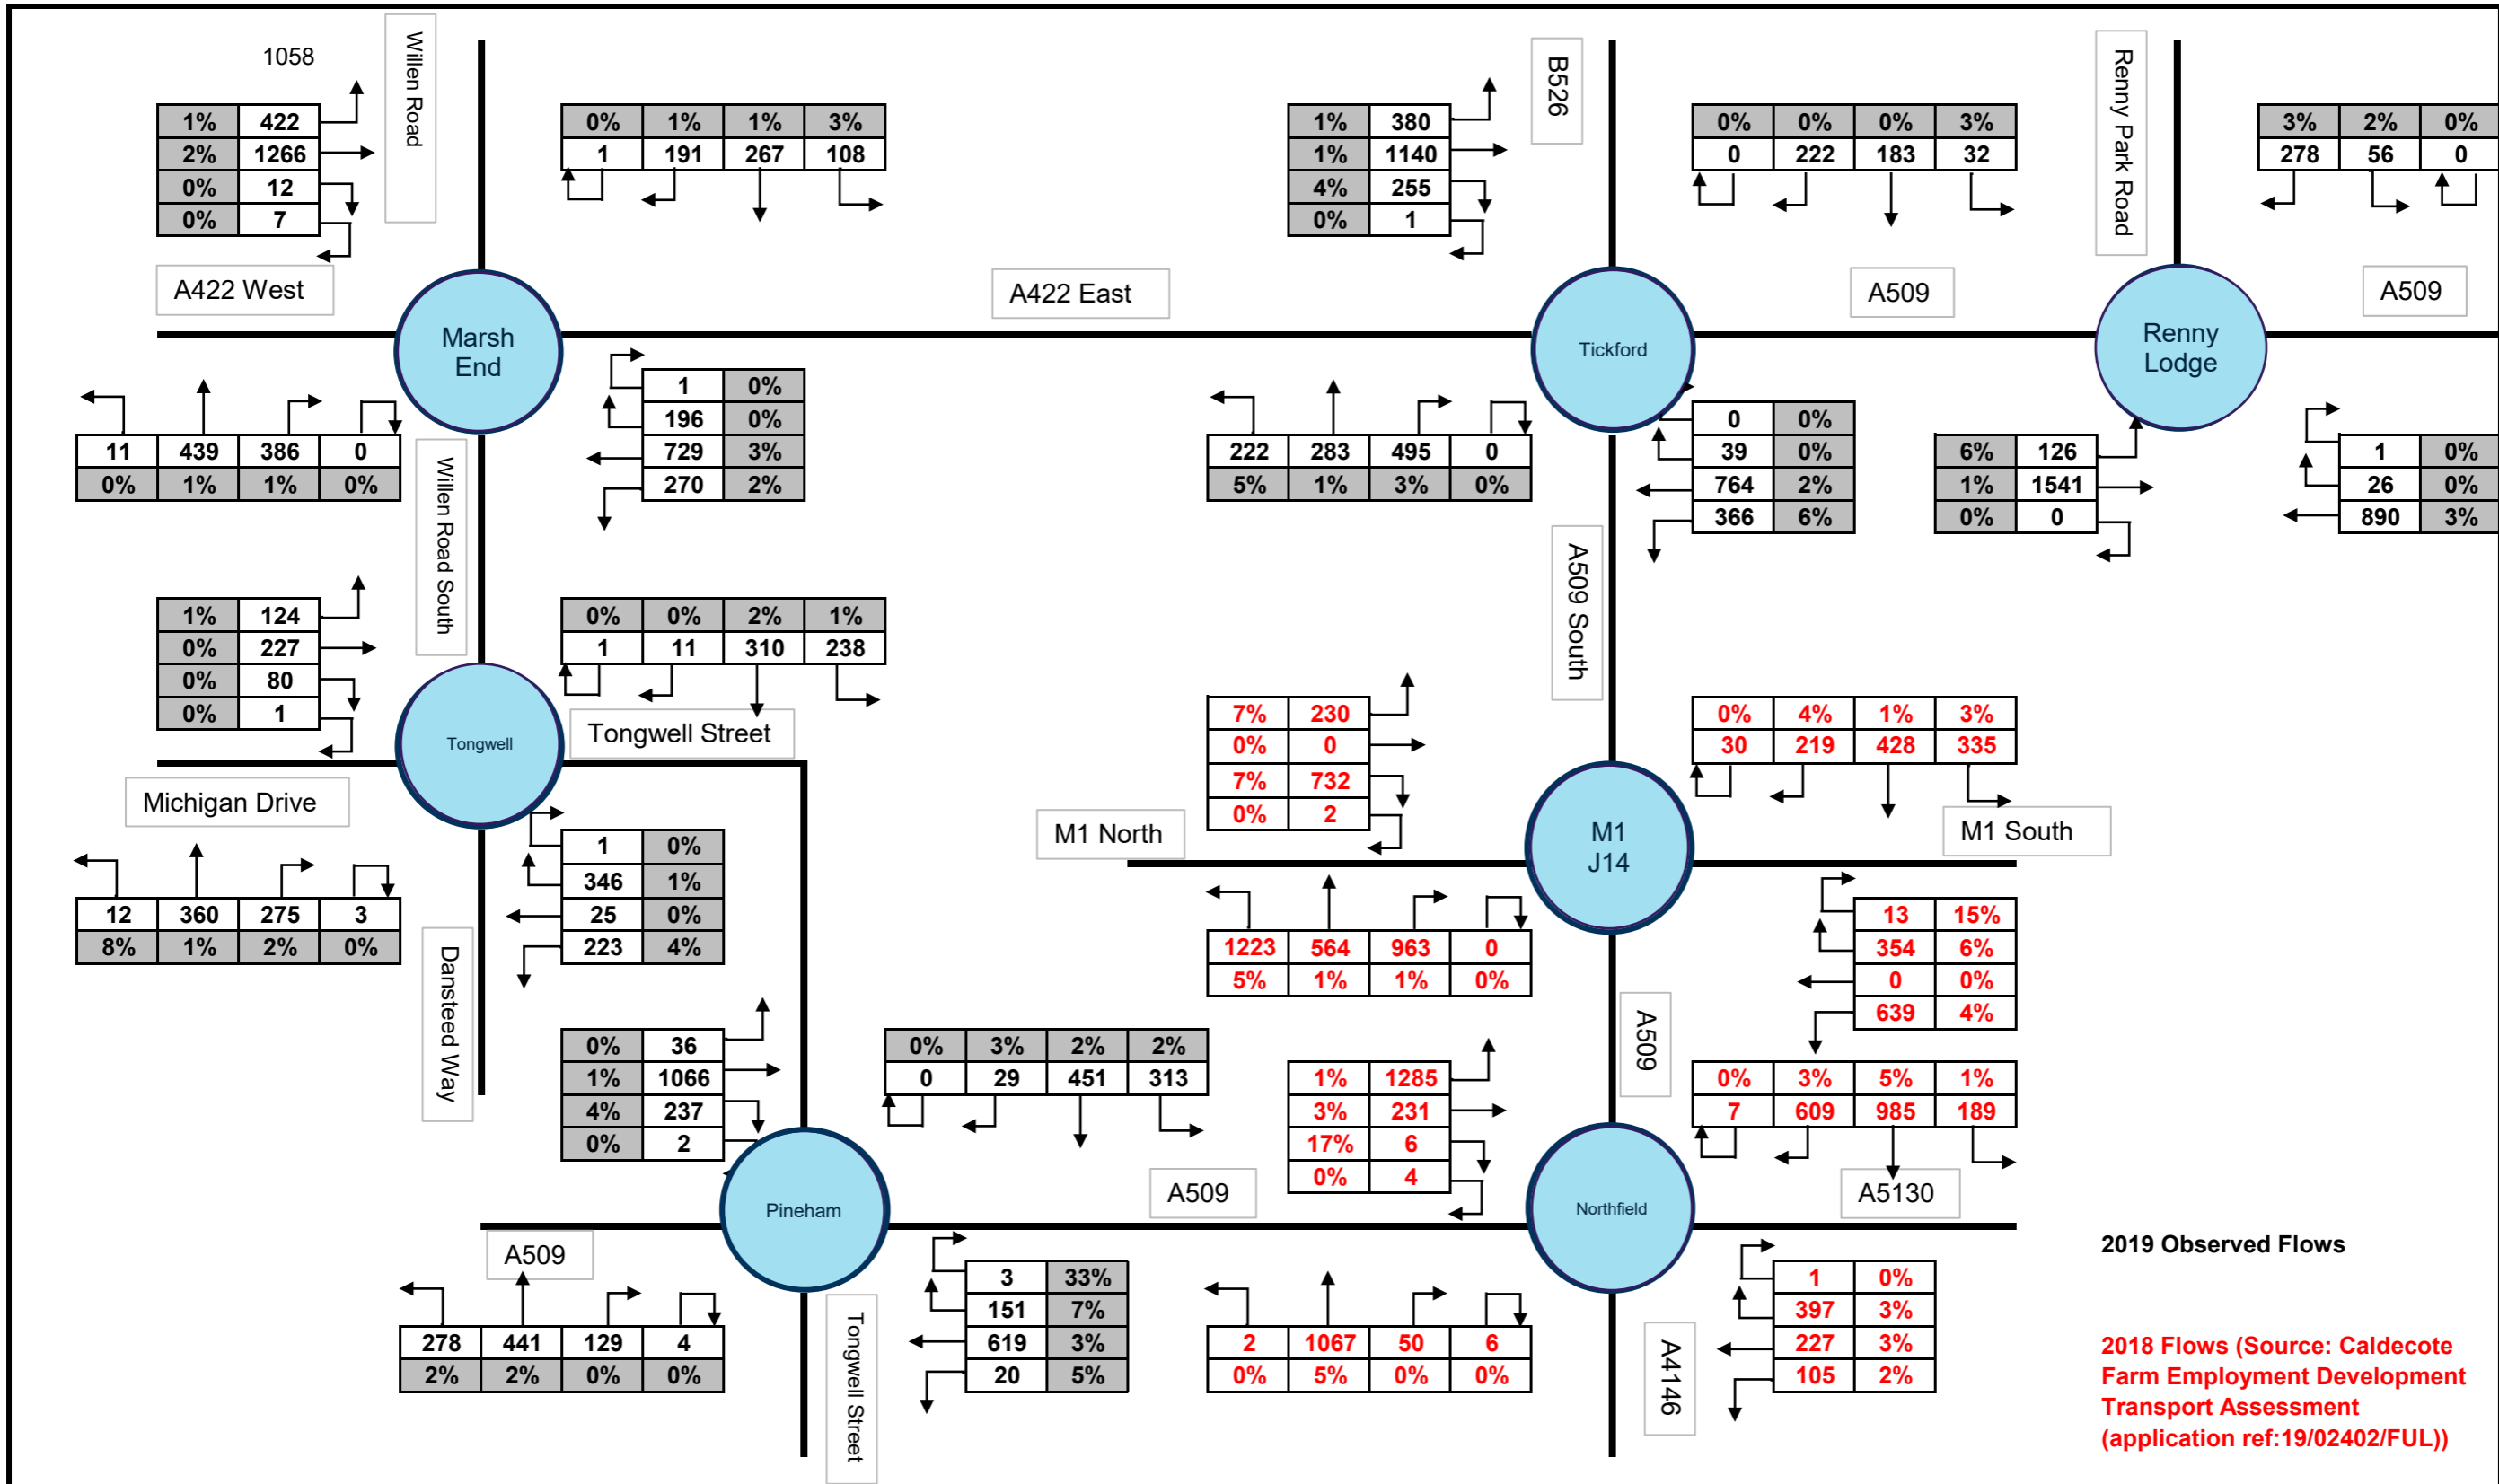 1058
Willen Road
1% 422
2% 1266
0% 12
0% 7
0% 1% 1% 3%
1 191 267 108
1% 380
1% 1140
4% 255
0% 1
B526
0% 0% 0% 3%
0 222 183 32
Renny Park Road
3% 2% 0%
278 56 0
A422 West
A422 East
A509
A509
Marsh
End
Tickford
Renny
Lodge
11 439 386 0
0% 1% 1% 0%
Willen Road South
1 0%
196 0%
729 3%
270 2%
222 283 495 0
5% 1% 3% 0%
A509 South
0 0%
39 0%
764 2%
366 6%
6% 126
1% 1541
0% 0
1 0%
26 0%
890 3%
1% 124
0% 227
0% 80
0% 1
0% 0% 2% 1%
1 11 310 238
Tongwell
Tongwell Street
Michigan Drive
7% 230
0% 0
7% 732
0% 2
0% 4% 1% 3%
30 219 428 335
M1 North
M1
J14
M1 South
12 360 275 3
8% 1% 2% 0%
Dansteed Way
1 0%
346 1%
25 0%
223 4%
1223 564 963 0
5% 1% 1% 0%
A509
13 15%
354 6%
0 0%
639 4%
0% 36
1% 1066
4% 237
0% 2
0% 3% 2% 2%
0 29 451 313
1% 1285
3% 231
17% 6
0% 4
0% 3% 5% 1%
7 609 985 189
Pineham
A509
Northfield
A5130
A509
278 441 129 4
2% 2% 0% 0%
Tongwell Street
3 33%
151 7%
619 3%
20 5%
2 1067 50 6
0% 5% 0% 0%
A4146
1 0%
397 3%
227 3%
105 2%
2019 Observed Flows
2018 Flows (Source: Caldecote
Farm Employment Development
Transport Assessment
(application ref:19/02402/FUL))